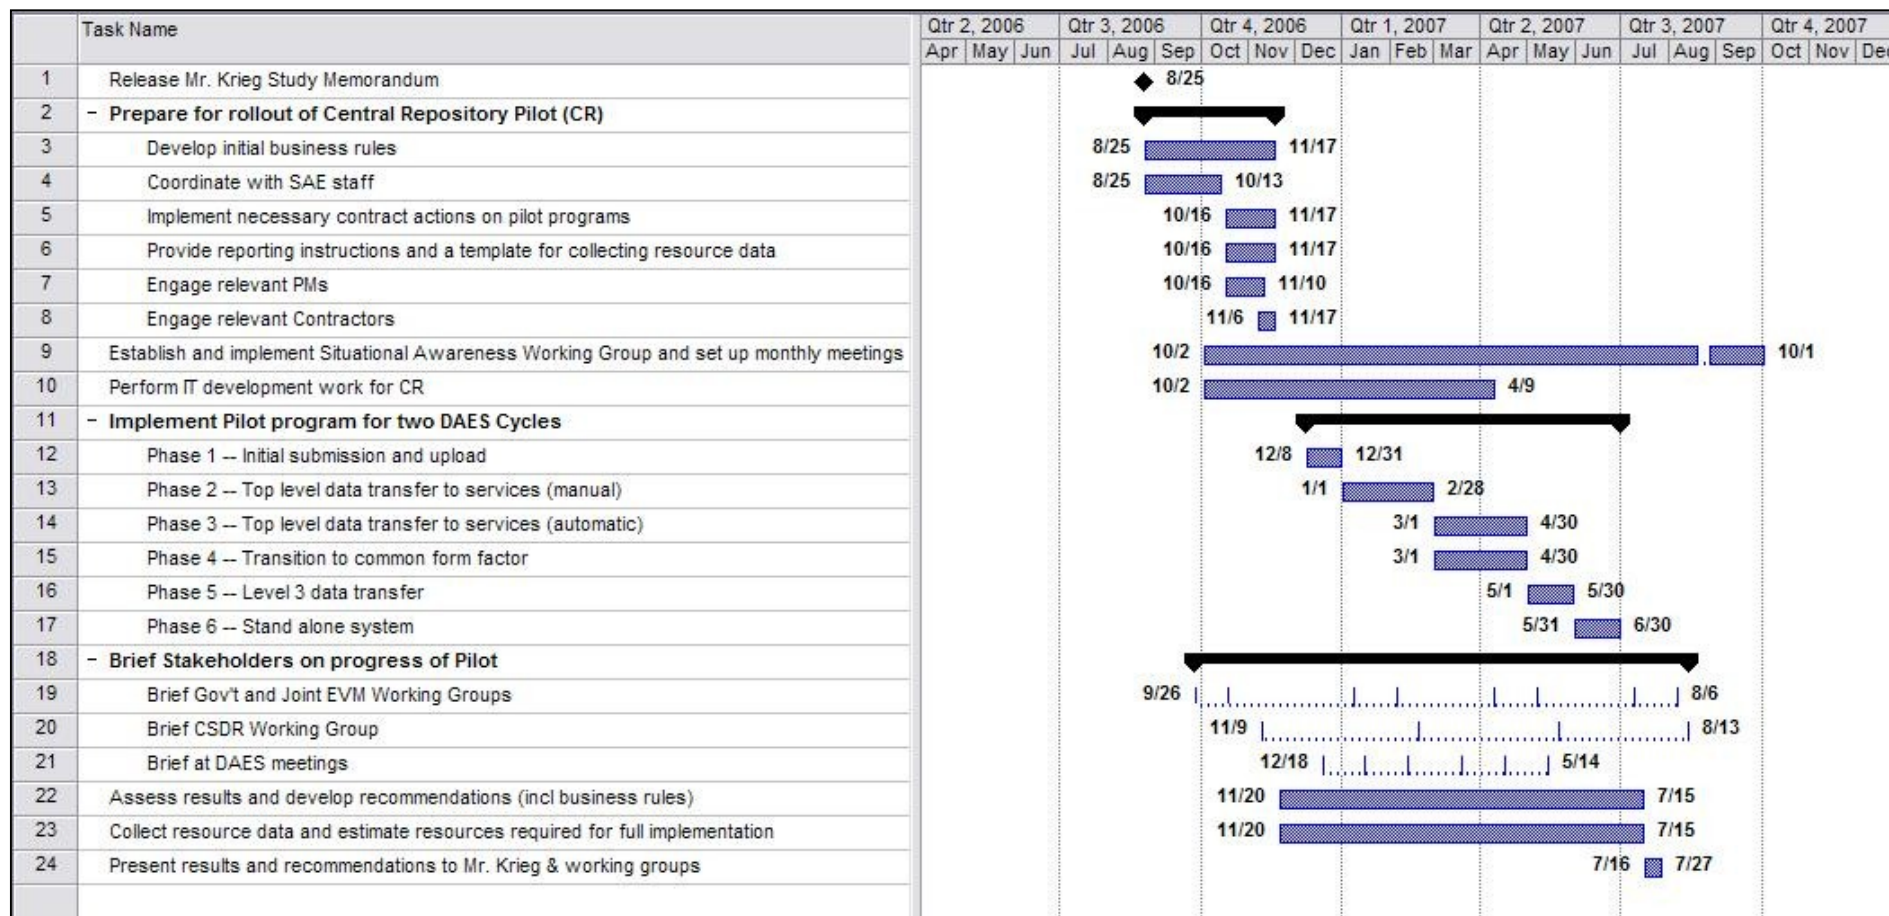 Task Name Qtr 2, 2006 Qtr 3, 2006 Qtr 4, 2006 Qtr 1, 2007 Qtr 2, 2007 Qtr 3, 2007 Qtr 4, 2007
Apr May Jun Jul Aug Sep Oct Nov Dec Jan Feb Mar Apr May Jun Jul Aug Sep Oct Nov Dec
1 Release Mr. Krieg Study Memorandum 8/25
2 − Prepare for rollout of Central Repository Pilot (CR)
3 Develop initial business rules 8/25 11/17
4 Coordinate with SAE staff 8/25 10/13
5 Implement necessary contract actions on pilot programs 10/16 11/17
6 Provide reporting instructions and a template for collecting resource data 10/16 11/17
7 Engage relevant PMs 10/16 11/10
8 Engage relevant Contractors 11/6 11/17
9 Establish and implement Situational Awareness Working Group and set up monthly meetings 10/2 10/1
10 Perform IT development work for CR 10/2 4/9
11 − Implement Pilot program for two DAES Cycles
12 Phase 1 -- Initial submission and upload 12/8 12/31
13 Phase 2 -- Top level data transfer to services (manual) 1/1 2/28
14 Phase 3 -- Top level data transfer to services (automatic) 3/1 4/30
15 Phase 4 -- Transition to common form factor 3/1 4/30
16 Phase 5 -- Level 3 data transfer 5/1 5/30
17 Phase 6 -- Stand alone system 5/31 6/30
18 − Brief Stakeholders on progress of Pilot
19 Brief Gov't and Joint EVM Working Groups 9/26 8/6
20 Brief CSDR Working Group 11/9 8/13
21 Brief at DAES meetings 12/18 5/14
22 Assess results and develop recommendations (incl business rules) 11/20 7/15
23 Collect resource data and estimate resources required for full implementation 11/20 7/15
24 Present results and recommendations to Mr. Krieg & working groups 7/16 7/27